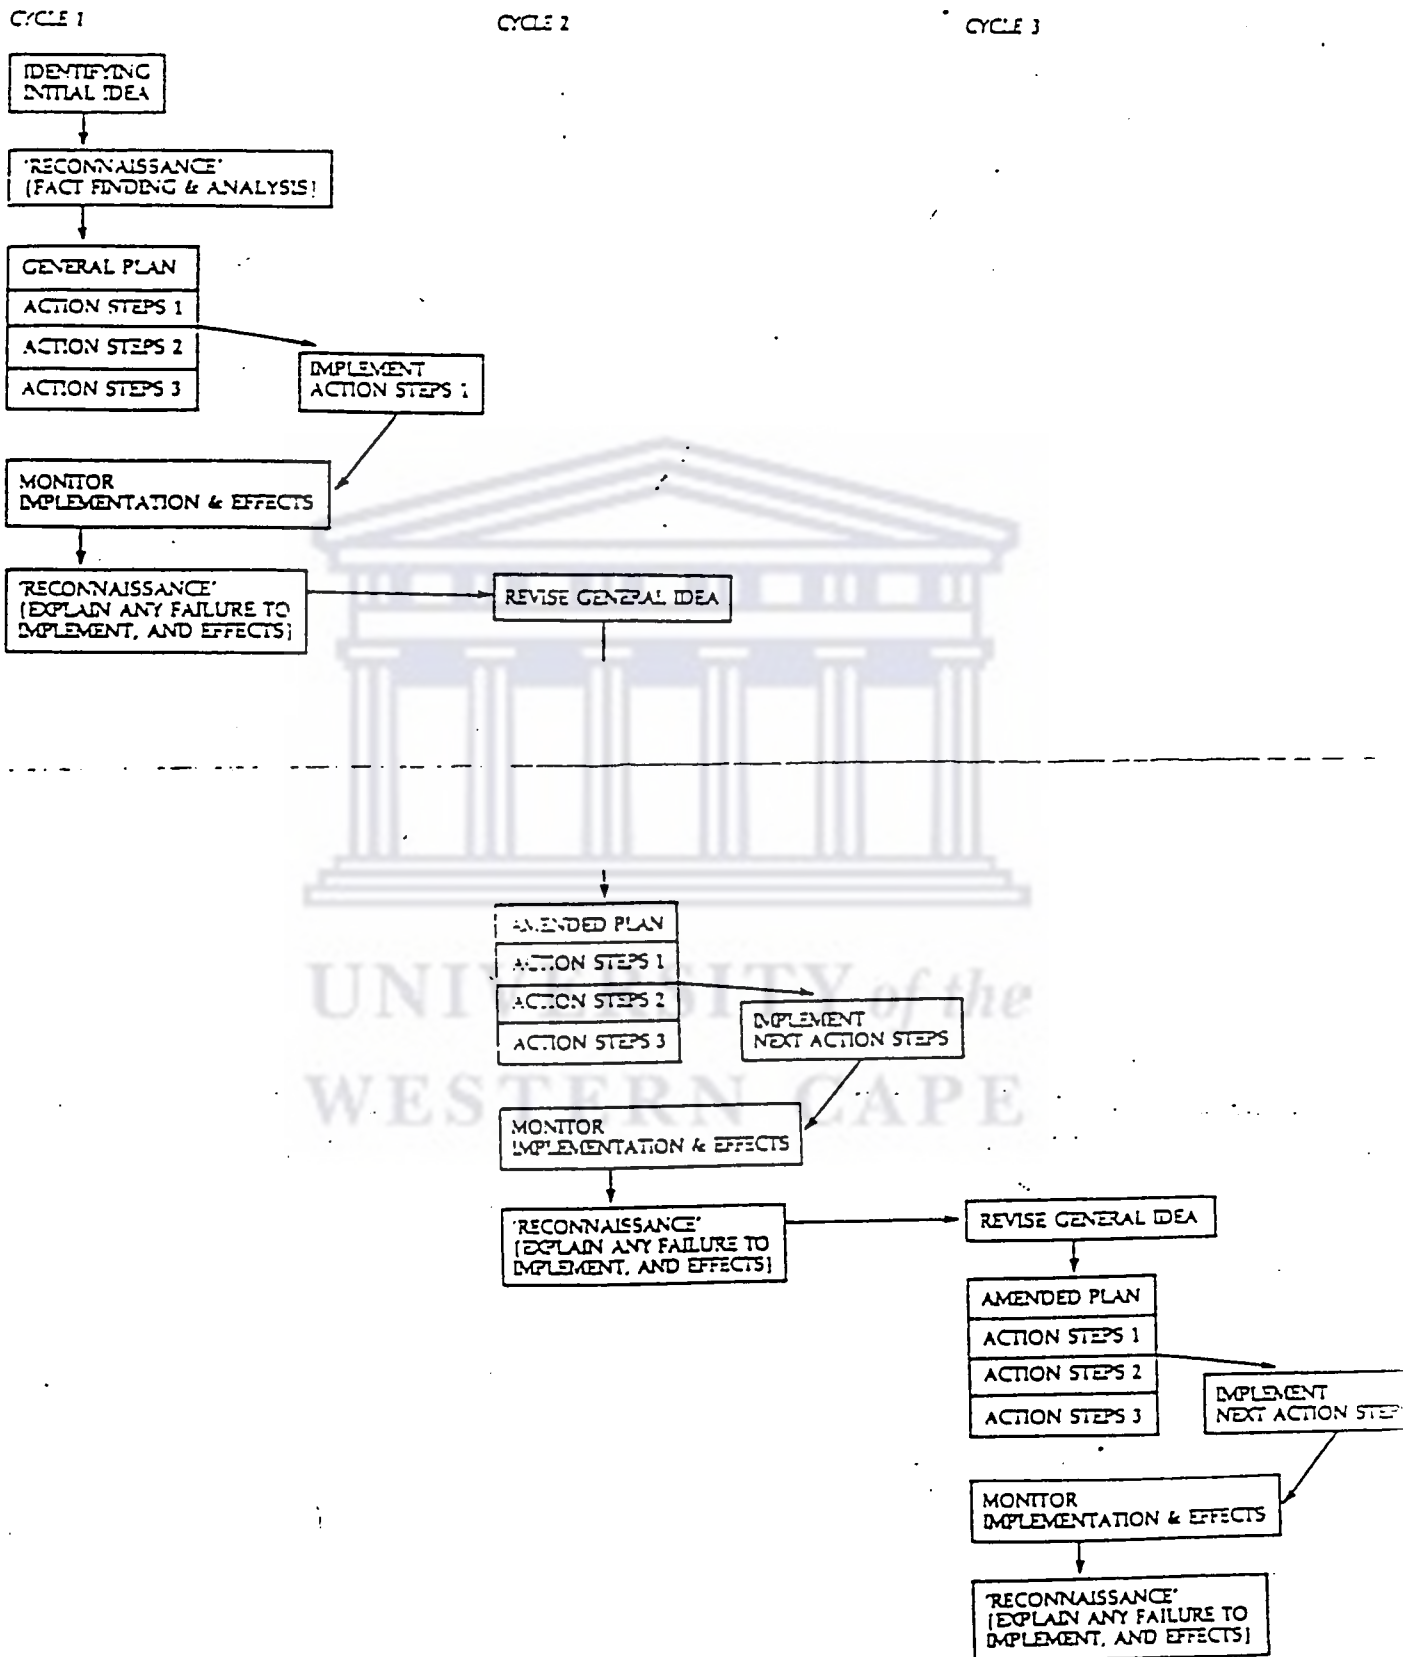 CYCLE 1
CYCLE 2
CYCLE 3
IDENTIFYING
INITIAL IDEA
'RECONNAISSANCE'
[FACT FINDING & ANALYSIS]
GENERAL PLAN
ACTION STEPS 1
ACTION STEPS 2
ACTION STEPS 3
IMPLEMENT
ACTION STEPS 1
MONITOR
IMPLEMENTATION & EFFECTS
'RECONNAISSANCE'
[EXPLAIN ANY FAILURE TO
IMPLEMENT, AND EFFECTS]
REVISE GENERAL IDEA
AMENDED PLAN
ACTION STEPS 1
ACTION STEPS 2
ACTION STEPS 3
IMPLEMENT
NEXT ACTION STEPS
MONITOR
IMPLEMENTATION & EFFECTS
'RECONNAISSANCE'
[EXPLAIN ANY FAILURE TO
IMPLEMENT, AND EFFECTS]
REVISE GENERAL IDEA
AMENDED PLAN
ACTION STEPS 1
ACTION STEPS 2
ACTION STEPS 3
IMPLEMENT
NEXT ACTION STEP
MONITOR
IMPLEMENTATION & EFFECTS
'RECONNAISSANCE'
[EXPLAIN ANY FAILURE TO
IMPLEMENT, AND EFFECTS]
UNIVERSITY of the
WESTERN CAPE